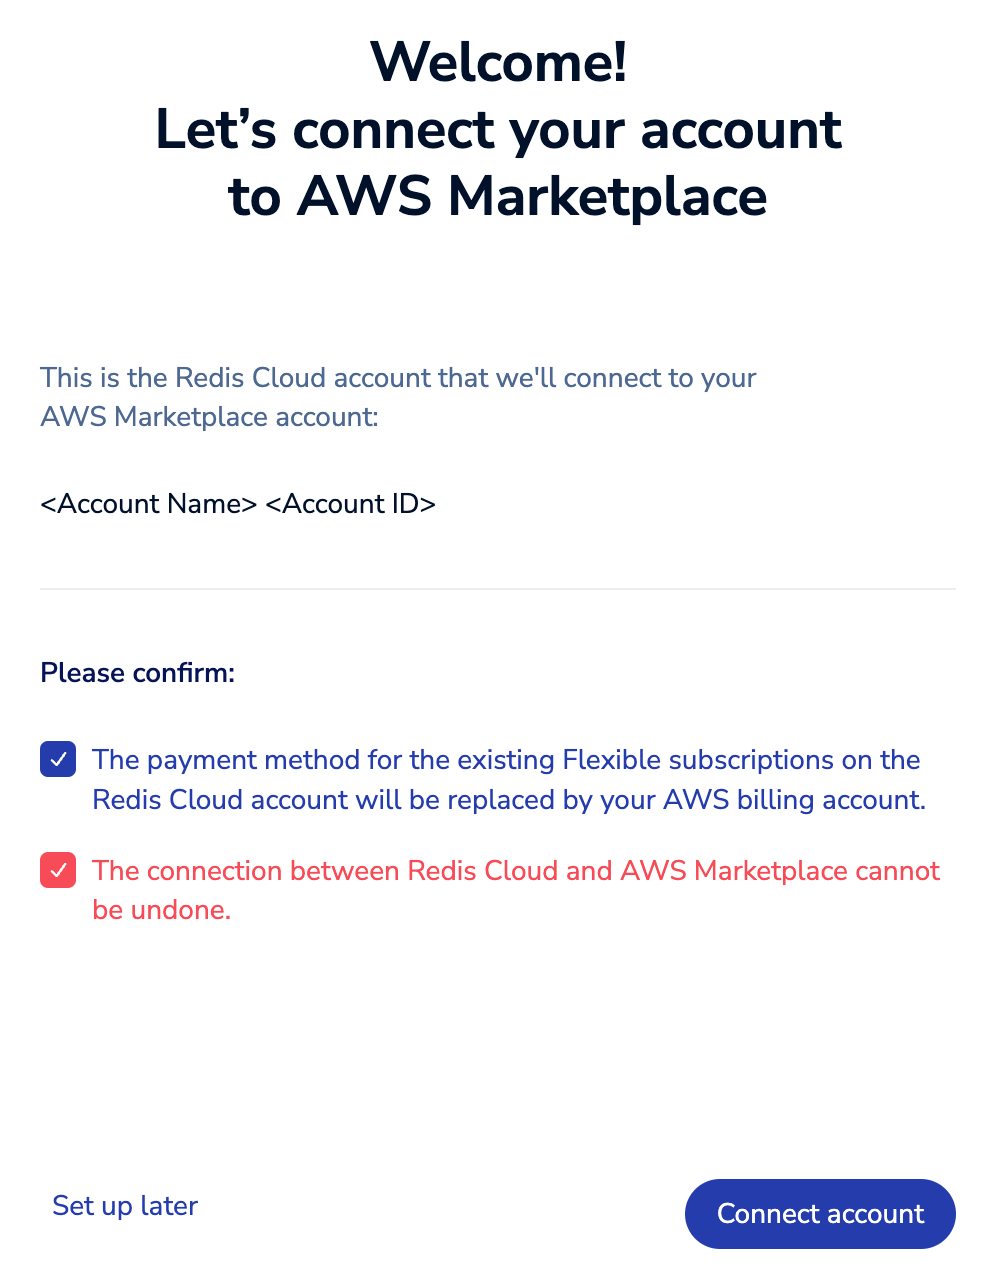 Welcome!
Let’s connect your account
to AWS Marketplace
This is the Redis Cloud account that we'll connect to your
AWS Marketplace account:
<Account Name> <Account ID>
Please confirm:
The payment method for the existing Flexible subscriptions on the
Redis Cloud account will be replaced by your AWS billing account.
The connection between Redis Cloud and AWS Marketplace cannot
be undone.
Set up later
Connect account